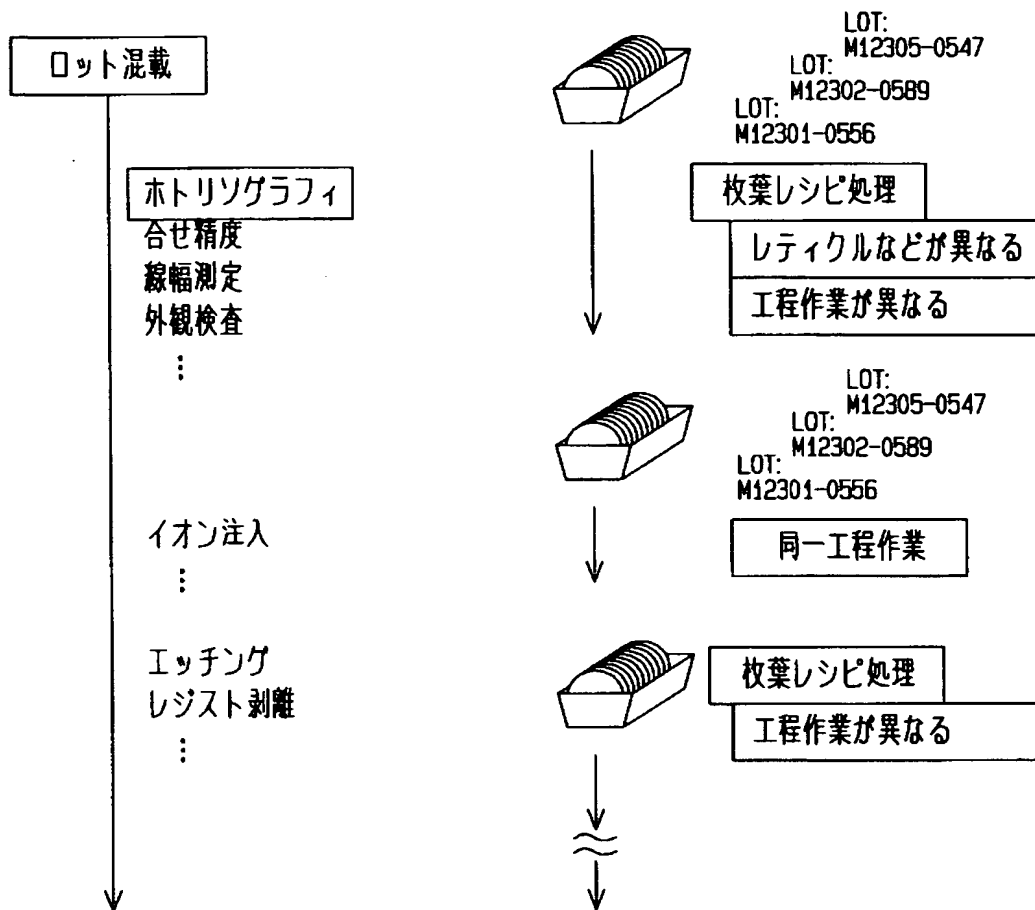 ロット混載
LOT:
M12305-0547
LOT:
M12302-0589
LOT:
M12301-0556
ホトリソグラフィ
合せ精度
線幅測定
外観検査
⋮
枚葉レシピ処理
レティクルなどが異なる
工程作業が異なる
LOT:
M12305-0547
LOT:
M12302-0589
LOT:
M12301-0556
イオン注入
⋮
同一工程作業
エッチング
レジスト剥離
⋮
枚葉レシピ処理
工程作業が異なる